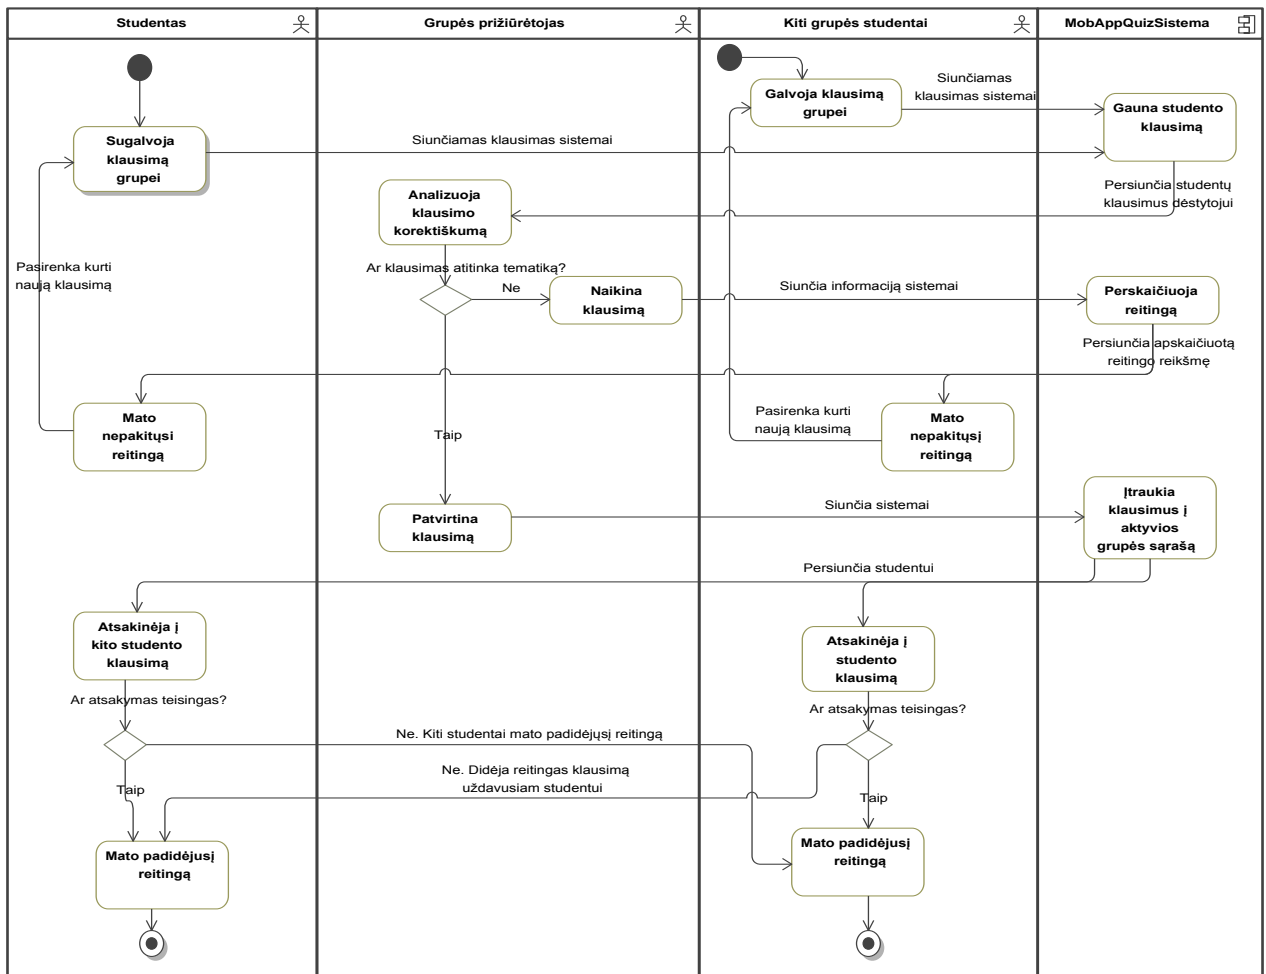 Studentas
Grupės prižiūrėtojas
Kiti grupės studentai
MobAppQuizSistema
Galvoja klausimą
grupei
Siunčiamas
klausimas sistemai
Gauna studento
klausimą
Sugalvoja
klausimą
grupei
Siunčiamas klausimas sistemai
Analizuoja
klausimo
korektiškumą
Persiunčia studentų
klausimus dėstytojui
Pasirenka kurti
naują klausimą
Ar klausimas atitinka tematiką?
Ne
Naikina
klausimą
Siunčia informaciją sistemai
Perskaičiuoja
reitingą
Persiunčia apskaičiuotą
reitingo reikšmę
Mato
nepakitųsi
reitingą
Taip
Pasirenka kurti
naują klausimą
Mato
nepakitųsį
reitingą
Patvirtina
klausimą
Siunčia sistemai
Įtraukia
klausimus į
aktyvios
grupės sąrašą
Persiunčia studentui
Atsakinėja į
kito studento
klausimą
Atsakinėja į
studento
klausimą
Ar atsakymas teisingas?
Ar atsakymas teisingas?
Ne. Kiti studentai mato padidėjųsį reitingą
Ne. Didėja reitingas klausimą
uždavusiam studentui
Taip
Taip
Mato padidėjusį
reitingą
Mato padidėjusį
reitingą